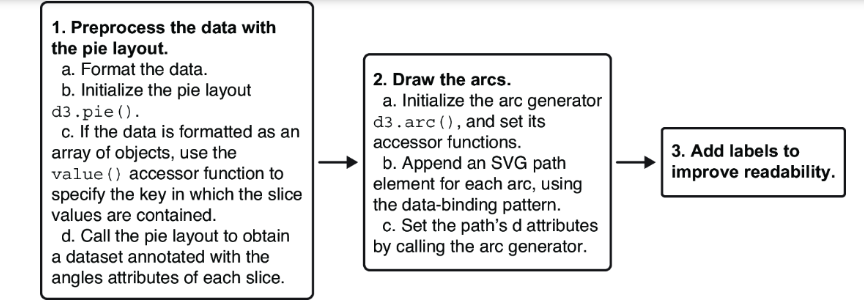 1. Preprocess the data with
the pie layout.
a. Format the data.
b. Initialize the pie layout
d3.pie().
c. If the data is formatted as an
array of objects, use the
value() accessor function to
specify the key in which the slice
values are contained.
d. Call the pie layout to obtain
a dataset annotated with the
angles attributes of each slice.
2. Draw the arcs.
a. Initialize the arc generator
d3.arc(), and set its
accessor functions.
b. Append an SVG path
element for each arc, using
the data-binding pattern.
c. Set the path's d attributes
by calling the arc generator.
3. Add labels to
improve readability.